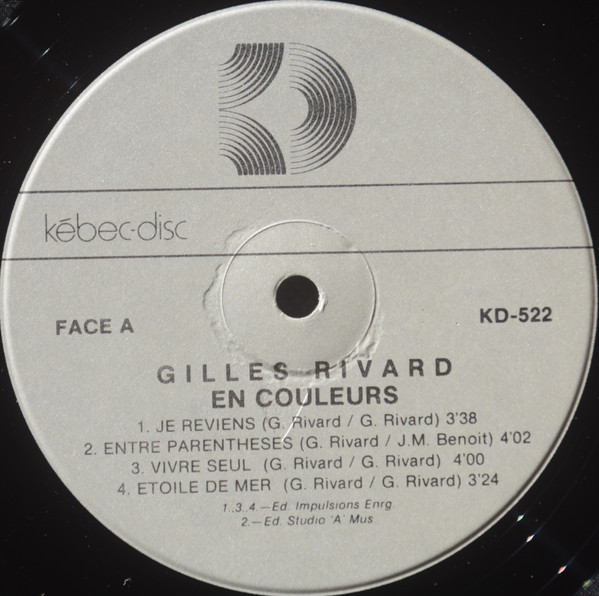 kébec-disc
FACE A
KD-522
GILLES RIVARD
EN COULEURS
1. JE REVIENS (G. Rivard / G. Rivard) 3'38
2. ENTRE PARENTHESES (G. Rivard / J.M. Benoit) 4'02
3. VIVRE SEUL (G. Rivard / G. Rivard) 4'00
4. ETOILE DE MER (G. Rivard / G. Rivard) 3'24
1..3..4.—Ed. Impulsions Enrg.
2.—Ed. Studio 'A' Mus